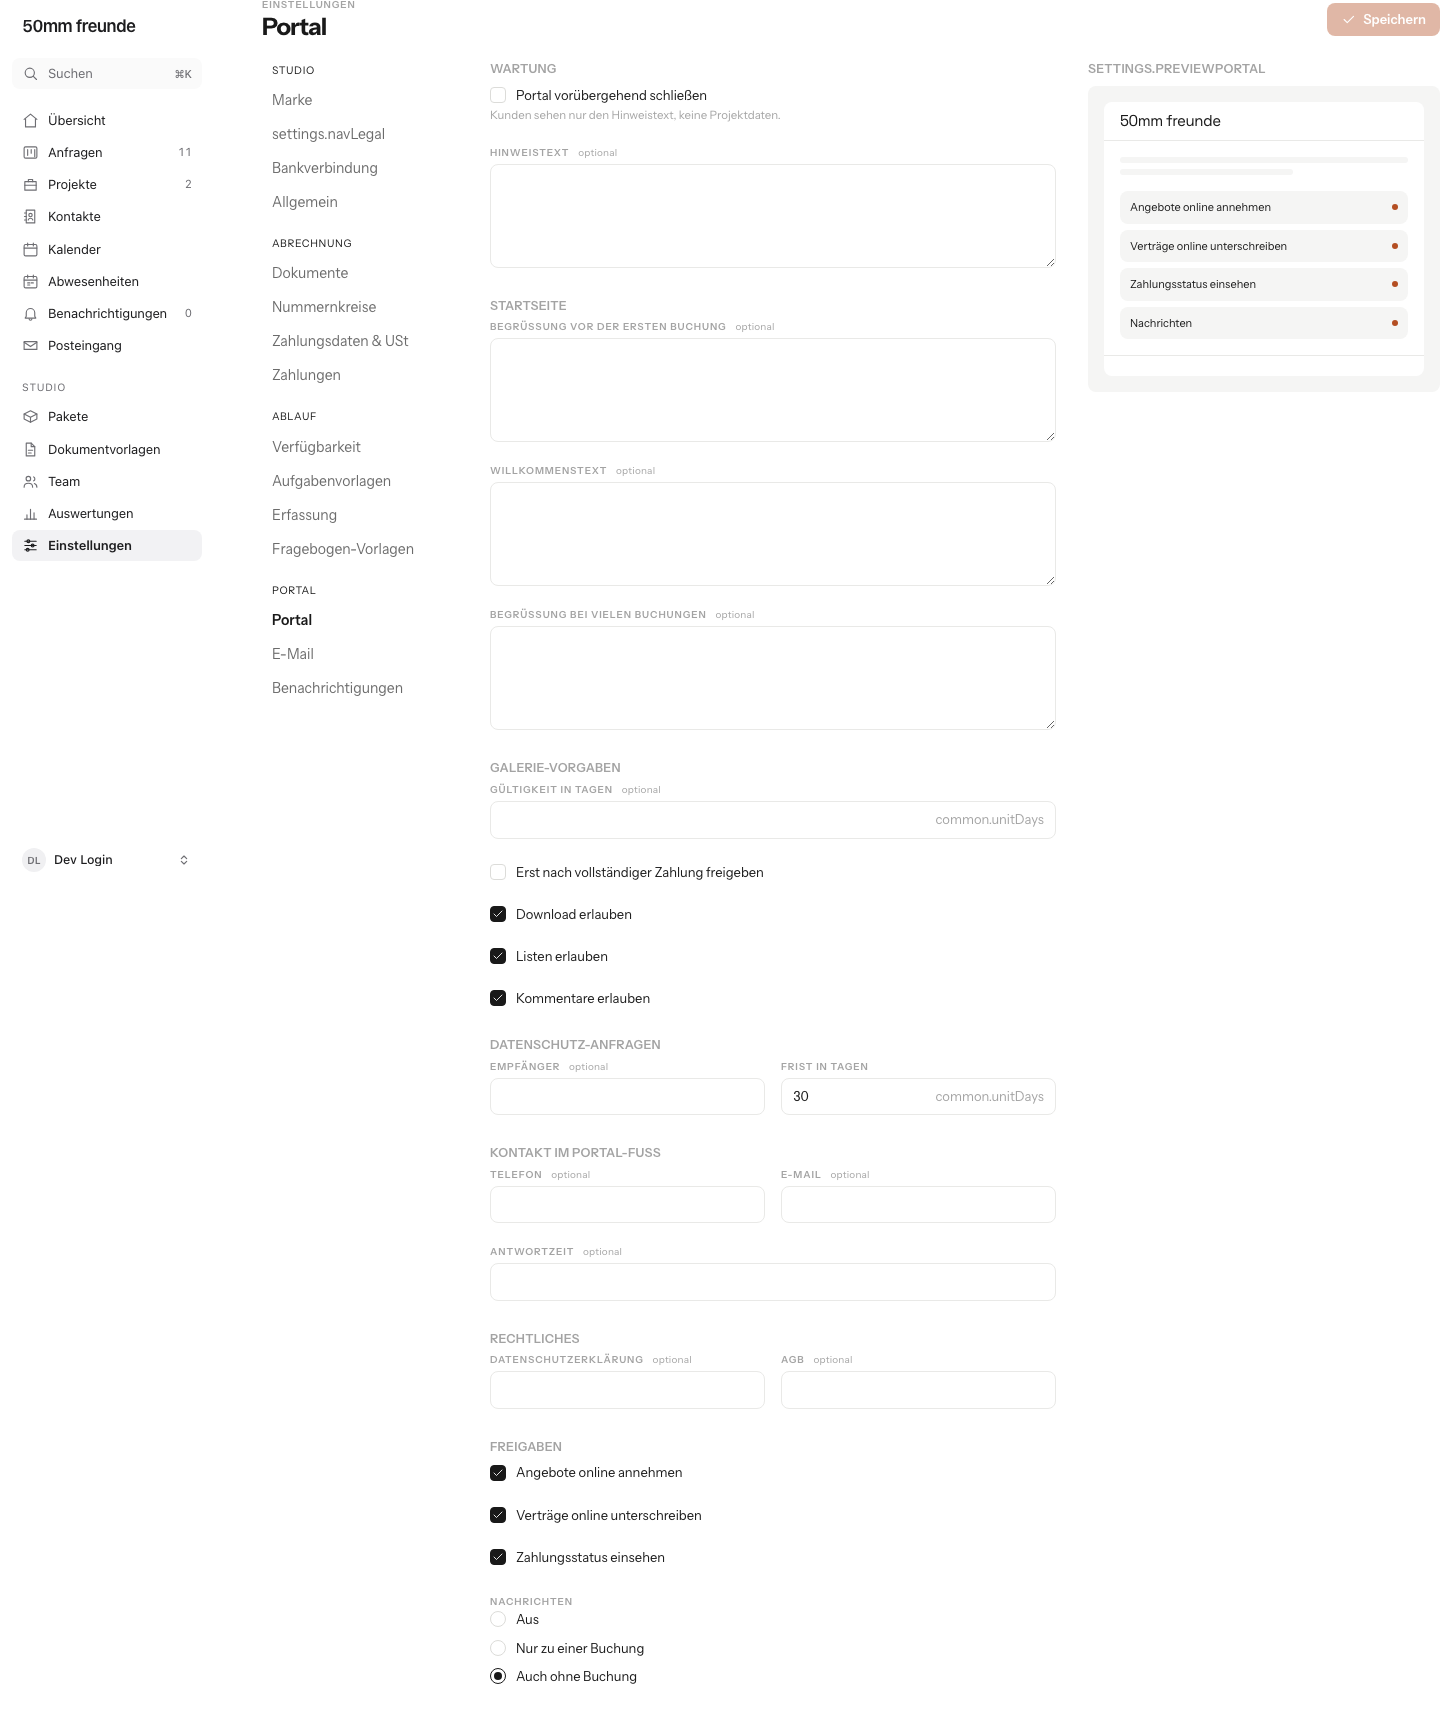 50mm freunde
Suchen ⌘K
Übersicht
Anfragen 11
Projekte 2
Kontakte
Kalender
Abwesenheiten
Benachrichtigungen 0
Posteingang
STUDIO
Pakete
Dokumentvorlagen
Team
Auswertungen
Einstellungen
DL Dev Login
EINSTELLUNGEN
Portal
Speichern
STUDIO
Marke
settings.navLegal
Bankverbindung
Allgemein
ABRECHNUNG
Dokumente
Nummernkreise
Zahlungsdaten & USt
Zahlungen
ABLAUF
Verfügbarkeit
Aufgabenvorlagen
Erfassung
Fragebogen-Vorlagen
PORTAL
Portal
E-Mail
Benachrichtigungen
WARTUNG
Portal vorübergehend schließen
Kunden sehen nur den Hinweistext, keine Projektdaten.
HINWEISTEXT optional
STARTSEITE
BEGRÜSSUNG VOR DER ERSTEN BUCHUNG optional
WILLKOMMENSTEXT optional
BEGRÜSSUNG BEI VIELEN BUCHUNGEN optional
GALERIE-VORGABEN
GÜLTIGKEIT IN TAGEN optional
common.unitDays
Erst nach vollständiger Zahlung freigeben
Download erlauben
Listen erlauben
Kommentare erlauben
DATENSCHUTZ-ANFRAGEN
EMPFÄNGER optional
FRIST IN TAGEN
30 common.unitDays
KONTAKT IM PORTAL-FUSS
TELEFON optional
E-MAIL optional
ANTWORTZEIT optional
RECHTLICHES
DATENSCHUTZERKLÄRUNG optional
AGB optional
FREIGABEN
Angebote online annehmen
Verträge online unterschreiben
Zahlungsstatus einsehen
NACHRICHTEN
Aus
Nur zu einer Buchung
Auch ohne Buchung
SETTINGS.PREVIEWPORTAL
50mm freunde
Angebote online annehmen
Verträge online unterschreiben
Zahlungsstatus einsehen
Nachrichten